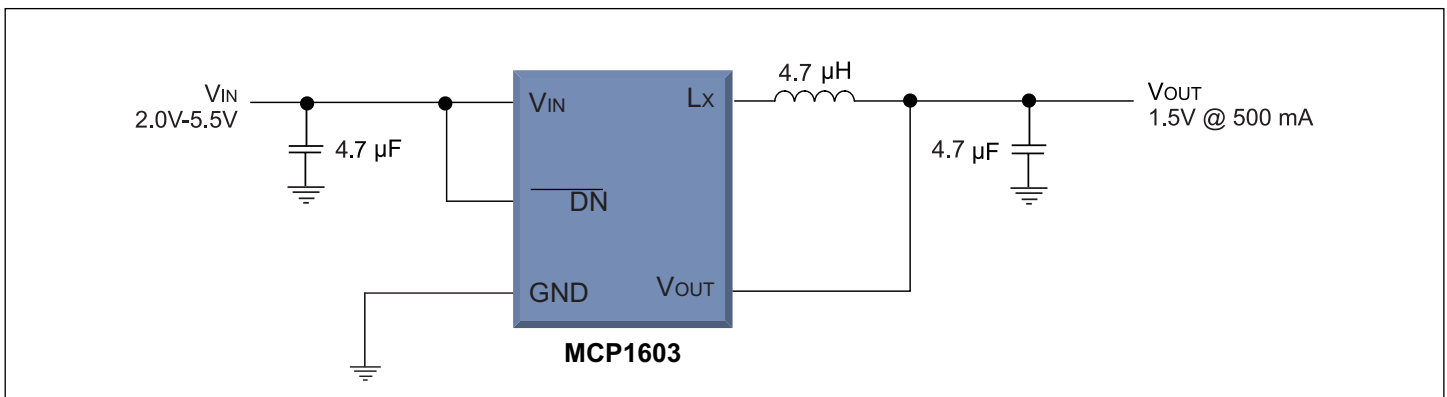 VIN
2.0V-5.5V
4.7 µF
VIN
DN
GND
LX
VOUT
MCP1603
4.7 µH
4.7 µF
VOUT
1.5V @ 500 mA